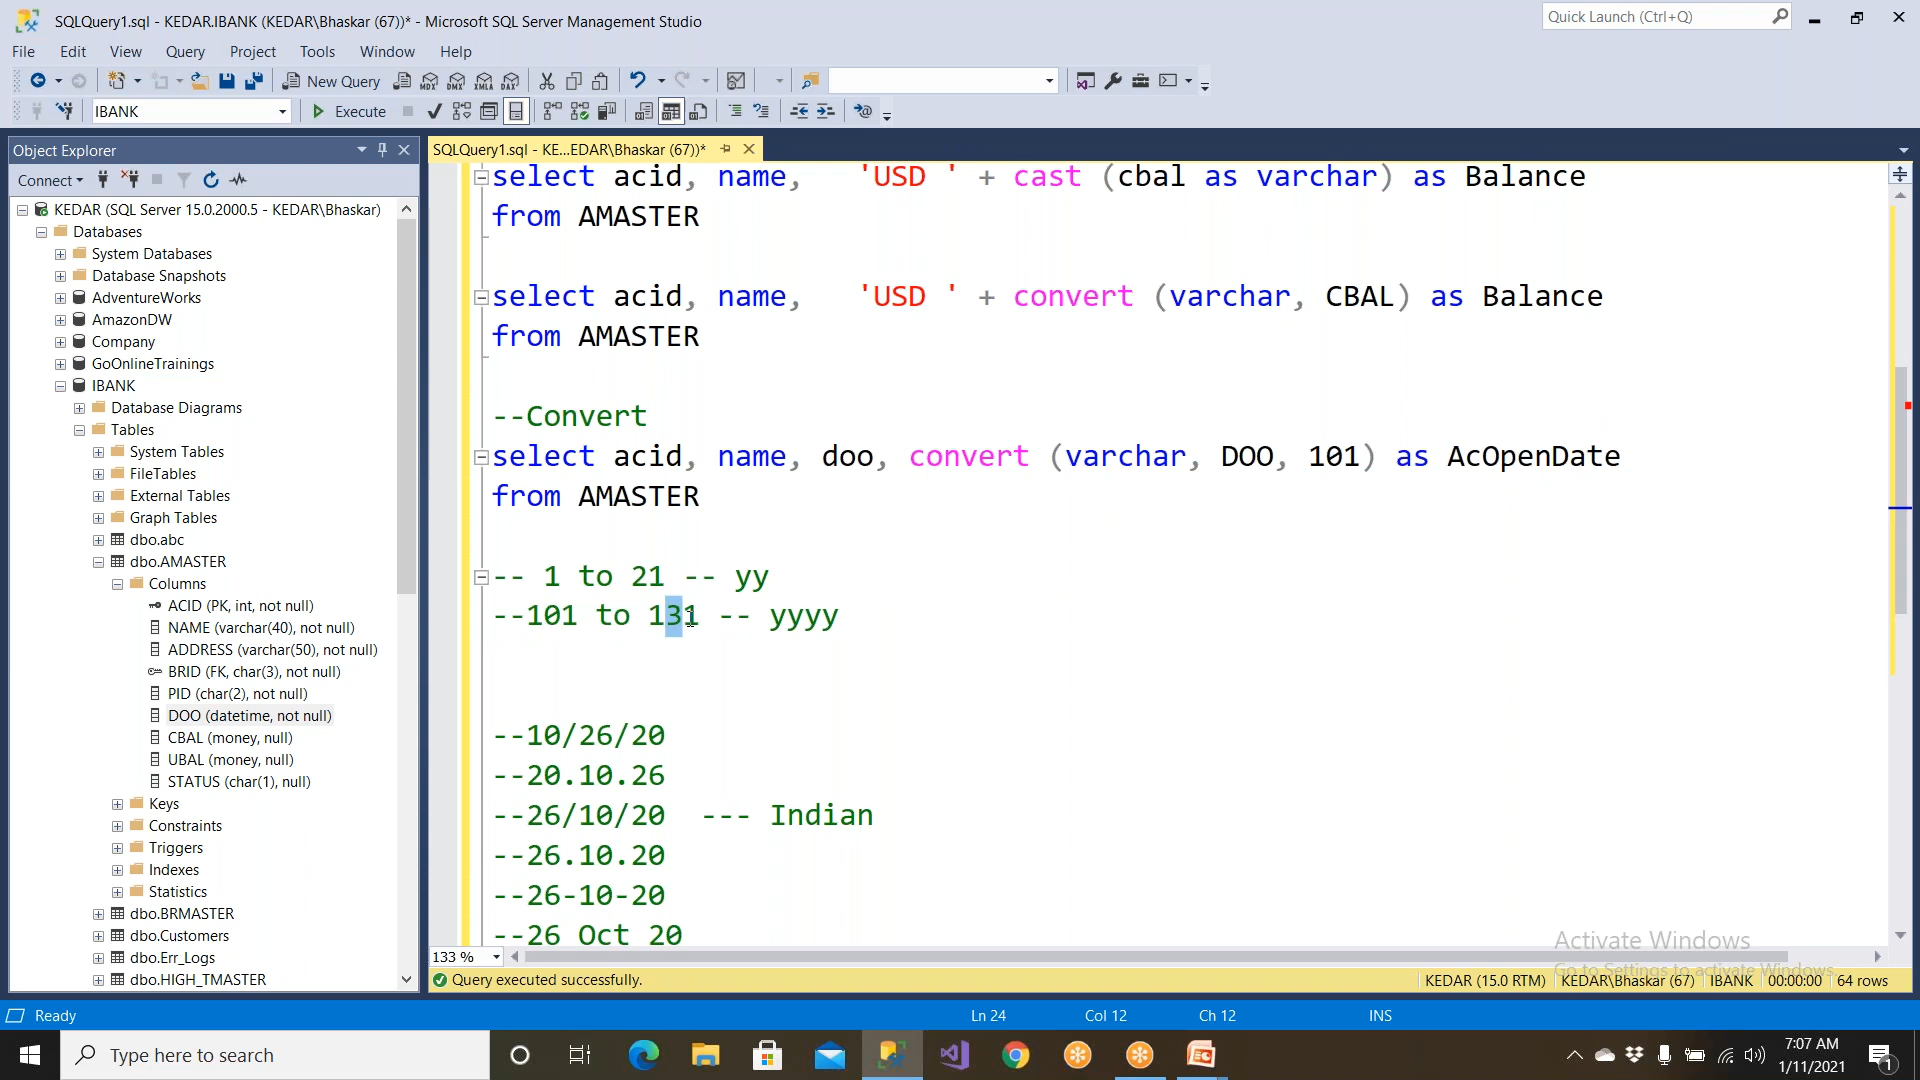 SQLQuery1.sql - KEDAR.IBANK (KEDAR\Bhaskar (67))* - Microsoft SQL Server Management Studio
Quick Launch (Ctrl+Q)
File Edit View Query Project Tools Window Help
New Query
MDX DMX XMLA DAX
IBANK
Execute
Object Explorer
SQLQuery1.sql - KE...EDAR\Bhaskar (67))*
Connect
KEDAR (SQL Server 15.0.2000.5 - KEDAR\Bhaskar)
Databases
System Databases
Database Snapshots
AdventureWorks
AmazonDW
Company
GoOnlineTrainings
IBANK
Database Diagrams
Tables
System Tables
FileTables
External Tables
Graph Tables
dbo.abc
dbo.AMASTER
Columns
ACID (PK, int, not null)
NAME (varchar(40), not null)
ADDRESS (varchar(50), not null)
BRID (FK, char(3), not null)
PID (char(2), not null)
DOO (datetime, not null)
CBAL (money, null)
UBAL (money, null)
STATUS (char(1), null)
Keys
Constraints
Triggers
Indexes
Statistics
dbo.BRMASTER
dbo.Customers
dbo.Err_Logs
dbo.HIGH_TMASTER
select acid, name, 'USD ' + cast (cbal as varchar) as Balance
from AMASTER
select acid, name, 'USD ' + convert (varchar, CBAL) as Balance
from AMASTER
--Convert
select acid, name, doo, convert (varchar, DOO, 101) as AcOpenDate
from AMASTER
-- 1 to 21 -- yy
--101 to 131 -- yyyy
--10/26/20
--20.10.26
--26/10/20 --- Indian
--26.10.20
--26-10-20
--26 Oct 20
Activate Windows
Go to Settings to activate Windows.
133 %
Query executed successfully.
KEDAR (15.0 RTM) KEDAR\Bhaskar (67) IBANK 00:00:00 64 rows
Ready
Ln 24 Col 12 Ch 12 INS
Type here to search
7:07 AM
1/11/2021
1